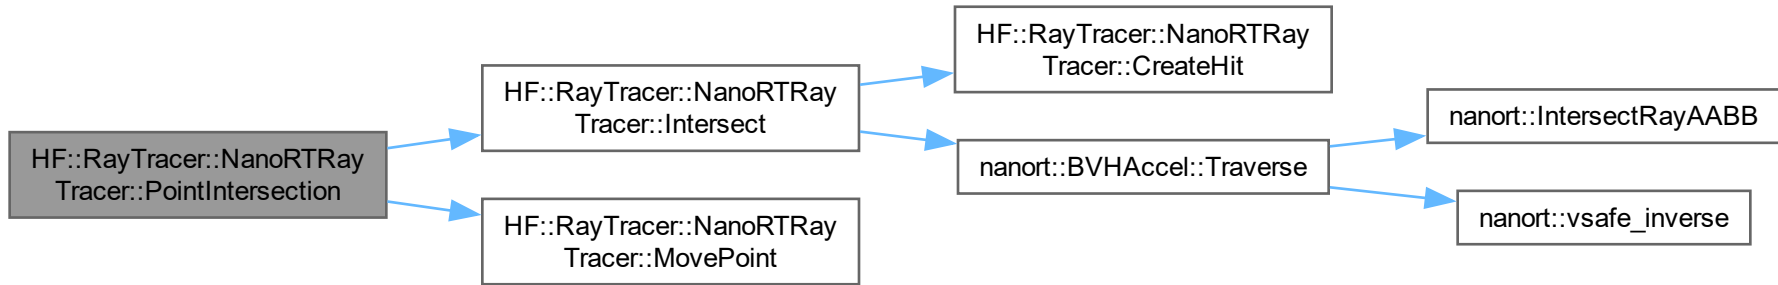 HF::RayTracer::NanoRTRay
Tracer::PointIntersection
HF::RayTracer::NanoRTRay
Tracer::Intersect
HF::RayTracer::NanoRTRay
Tracer::MovePoint
HF::RayTracer::NanoRTRay
Tracer::CreateHit
nanort::BVHAccel::Traverse
nanort::IntersectRayAABB
nanort::vsafe_inverse